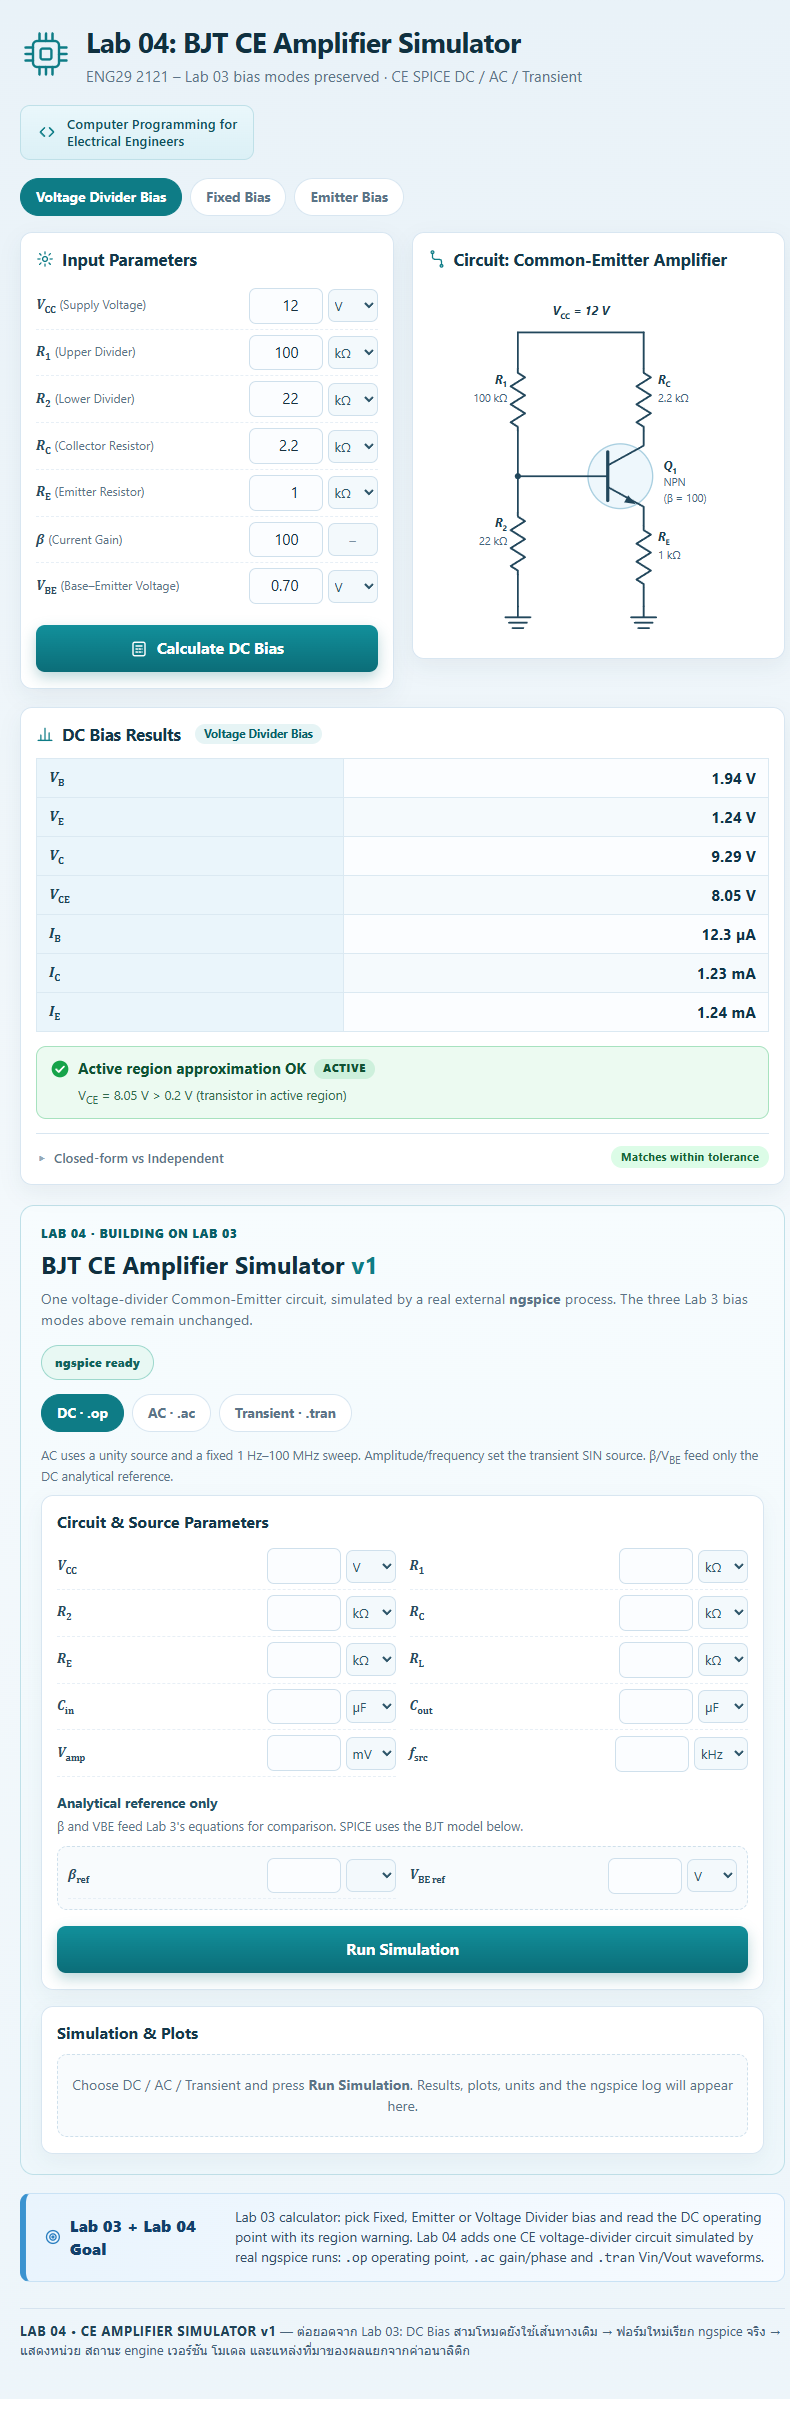 Lab 04: BJT CE Amplifier Simulator
ENG29 2121 – Lab 03 bias modes preserved · CE SPICE DC / AC / Transient
Computer Programming for
Electrical Engineers
Voltage Divider Bias
Fixed Bias
Emitter Bias
Input Parameters
VCC (Supply Voltage) 12 V
R1 (Upper Divider) 100 kΩ
R2 (Lower Divider) 22 kΩ
RC (Collector Resistor) 2.2 kΩ
RE (Emitter Resistor) 1 kΩ
β (Current Gain) 100 –
VBE (Base–Emitter Voltage) 0.70 V
Calculate DC Bias
Circuit: Common-Emitter Amplifier
VCC = 12 V
R1
100 kΩ
RC
2.2 kΩ
Q1
NPN
(β = 100)
R2
22 kΩ
RE
1 kΩ
DC Bias Results Voltage Divider Bias
VB 1.94 V
VE 1.24 V
VC 9.29 V
VCE 8.05 V
IB 12.3 µA
IC 1.23 mA
IE 1.24 mA
Active region approximation OK ACTIVE
VCE = 8.05 V > 0.2 V (transistor in active region)
▸ Closed-form vs Independent Matches within tolerance
LAB 04 · BUILDING ON LAB 03
BJT CE Amplifier Simulator v1
One voltage-divider Common-Emitter circuit, simulated by a real external ngspice process. The three Lab 3 bias
modes above remain unchanged.
ngspice ready
DC · .op
AC · .ac
Transient · .tran
AC uses a unity source and a fixed 1 Hz–100 MHz sweep. Amplitude/frequency set the transient SIN source. β/VBE feed only the
DC analytical reference.
Circuit & Source Parameters
VCC V R1 kΩ
R2 kΩ RC kΩ
RE kΩ RL kΩ
Cin µF Cout µF
Vamp mV fsrc kHz
Analytical reference only
β and VBE feed Lab 3's equations for comparison. SPICE uses the BJT model below.
βref VBE ref V
Run Simulation
Simulation & Plots
Choose DC / AC / Transient and press Run Simulation. Results, plots, units and the ngspice log will appear
here.
Lab 03 + Lab 04
Goal
Lab 03 calculator: pick Fixed, Emitter or Voltage Divider bias and read the DC operating
point with its region warning. Lab 04 adds one CE voltage-divider circuit simulated by
real ngspice runs: .op operating point, .ac gain/phase and .tran Vin/Vout waveforms.
LAB 04 • CE AMPLIFIER SIMULATOR v1 — ต่อยอดจาก Lab 03: DC Bias สามโหมดยังใช้เส้นทางเดิม → ฟอร์มใหม่เรียก ngspice จริง →
แสดงหน่วย สถานะ engine เวอร์ชัน โมเดล และแหล่งที่มาของผลแยกจากค่าอนาลิติก